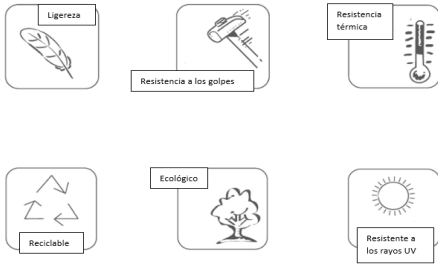 Ligereza
Resistencia a los golpes
Resistencia
térmica
Reciclable
Ecológico
Resistente a
los rayos UV